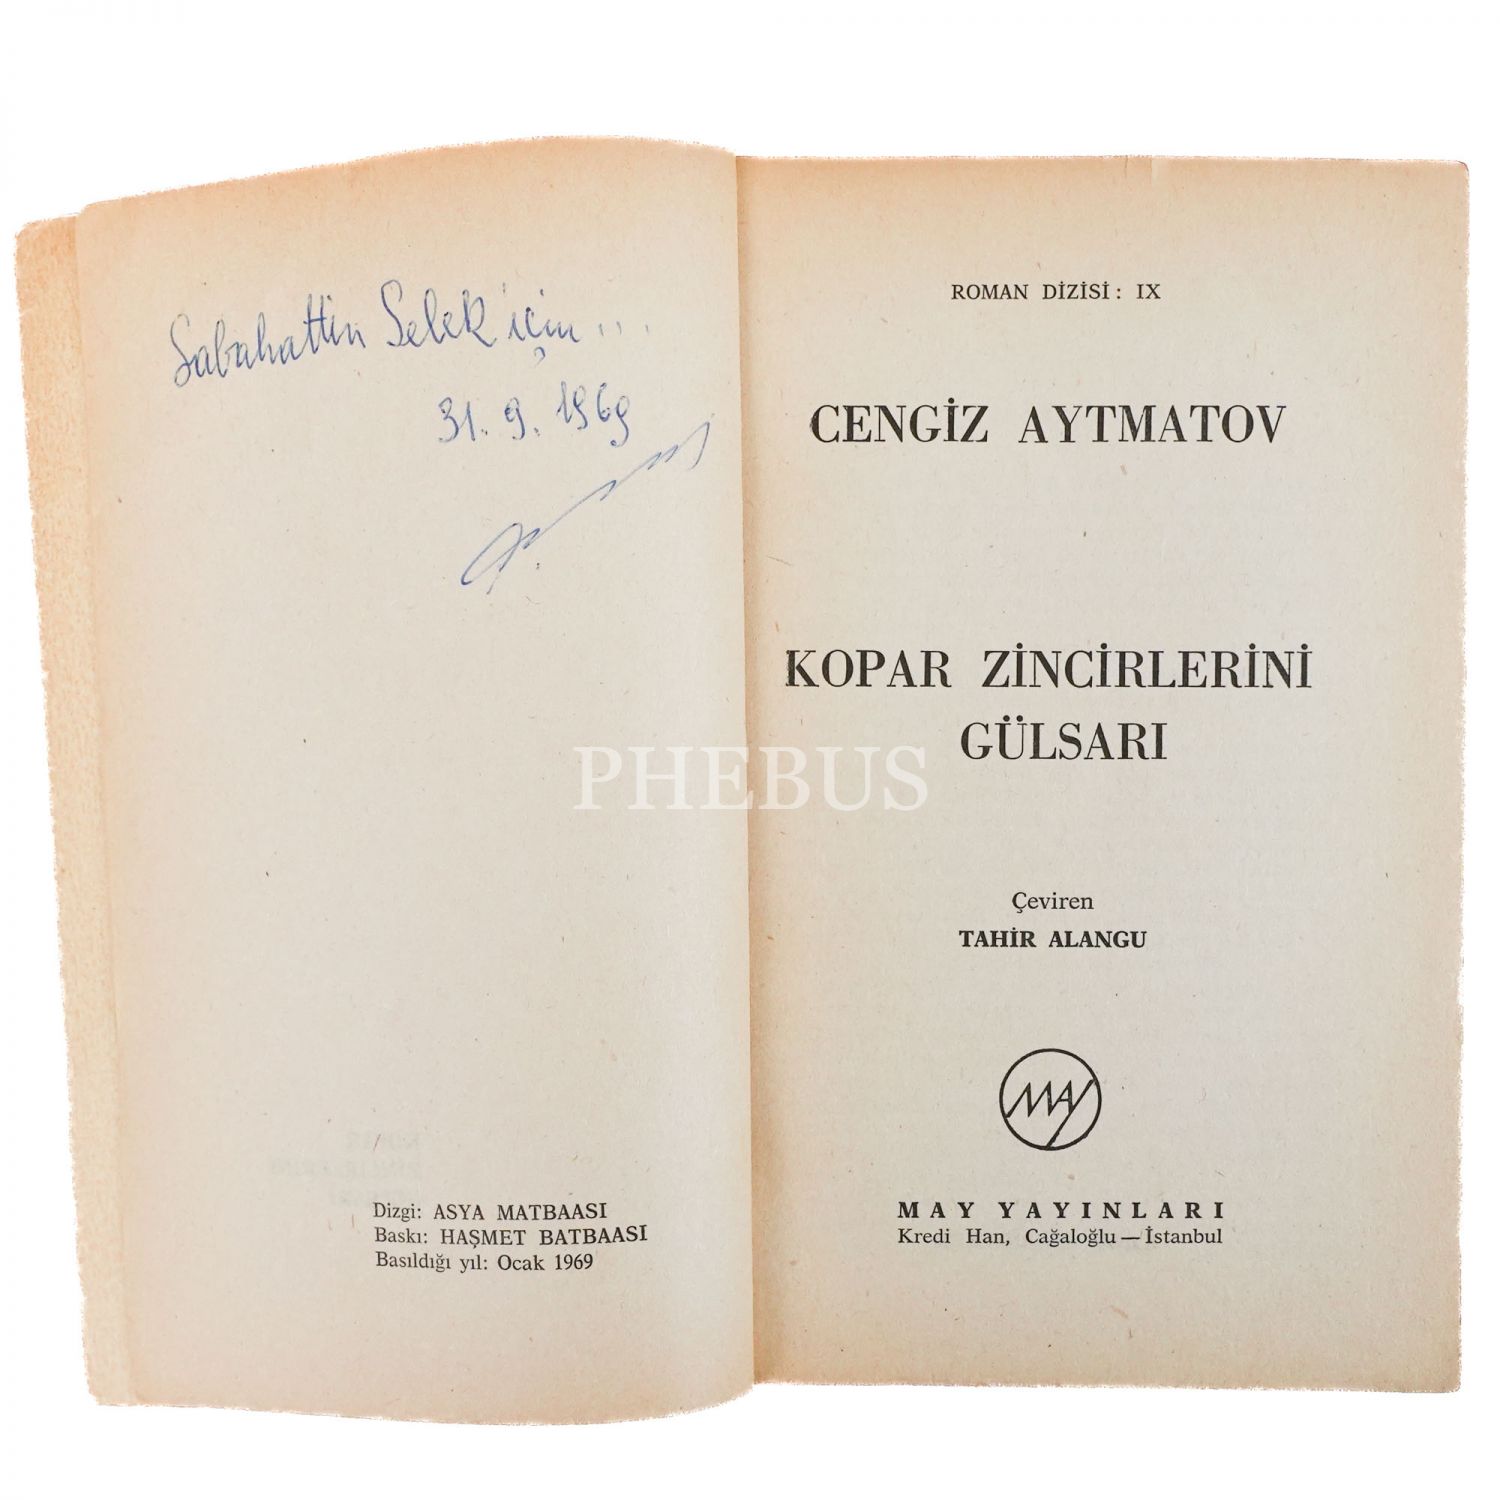 Sabahattin Selek için...
31.9.1969
Dizgi: ASYA MATBAASI
Baskı: HAŞMET BATBAASI
Basıldığı yıl: Ocak 1969
ROMAN DİZİSİ: IX
CENGİZ AYTMATOV
KOPAR ZİNCİRLERİNİ
GÜLSARI
Çeviren
TAHİR ALANGU
MAY
MAY YAYINLARI
Kredi Han, Cağaloğlu — İstanbul
PHEBUS